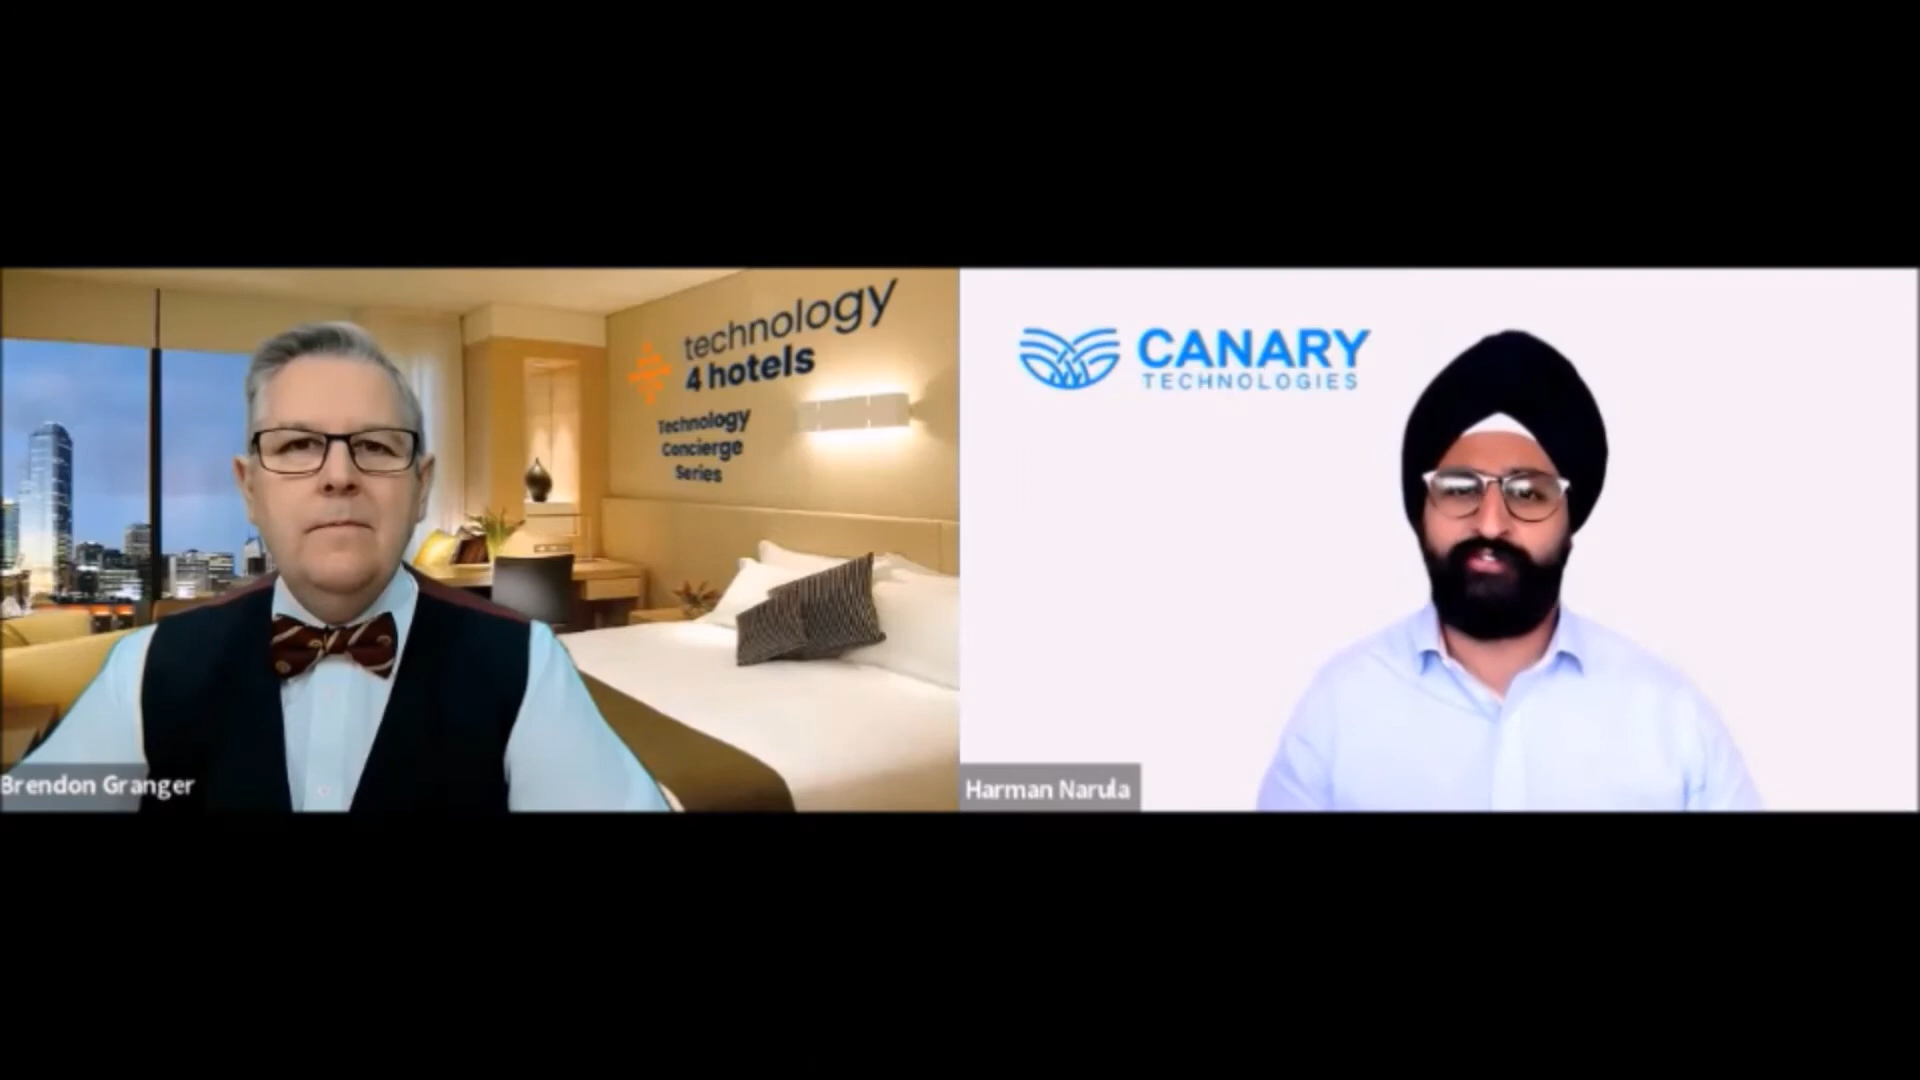 technology
4 hotels
Technology
Concierge
Series
Brendon Granger
CANARY
TECHNOLOGIES
Harman Narula